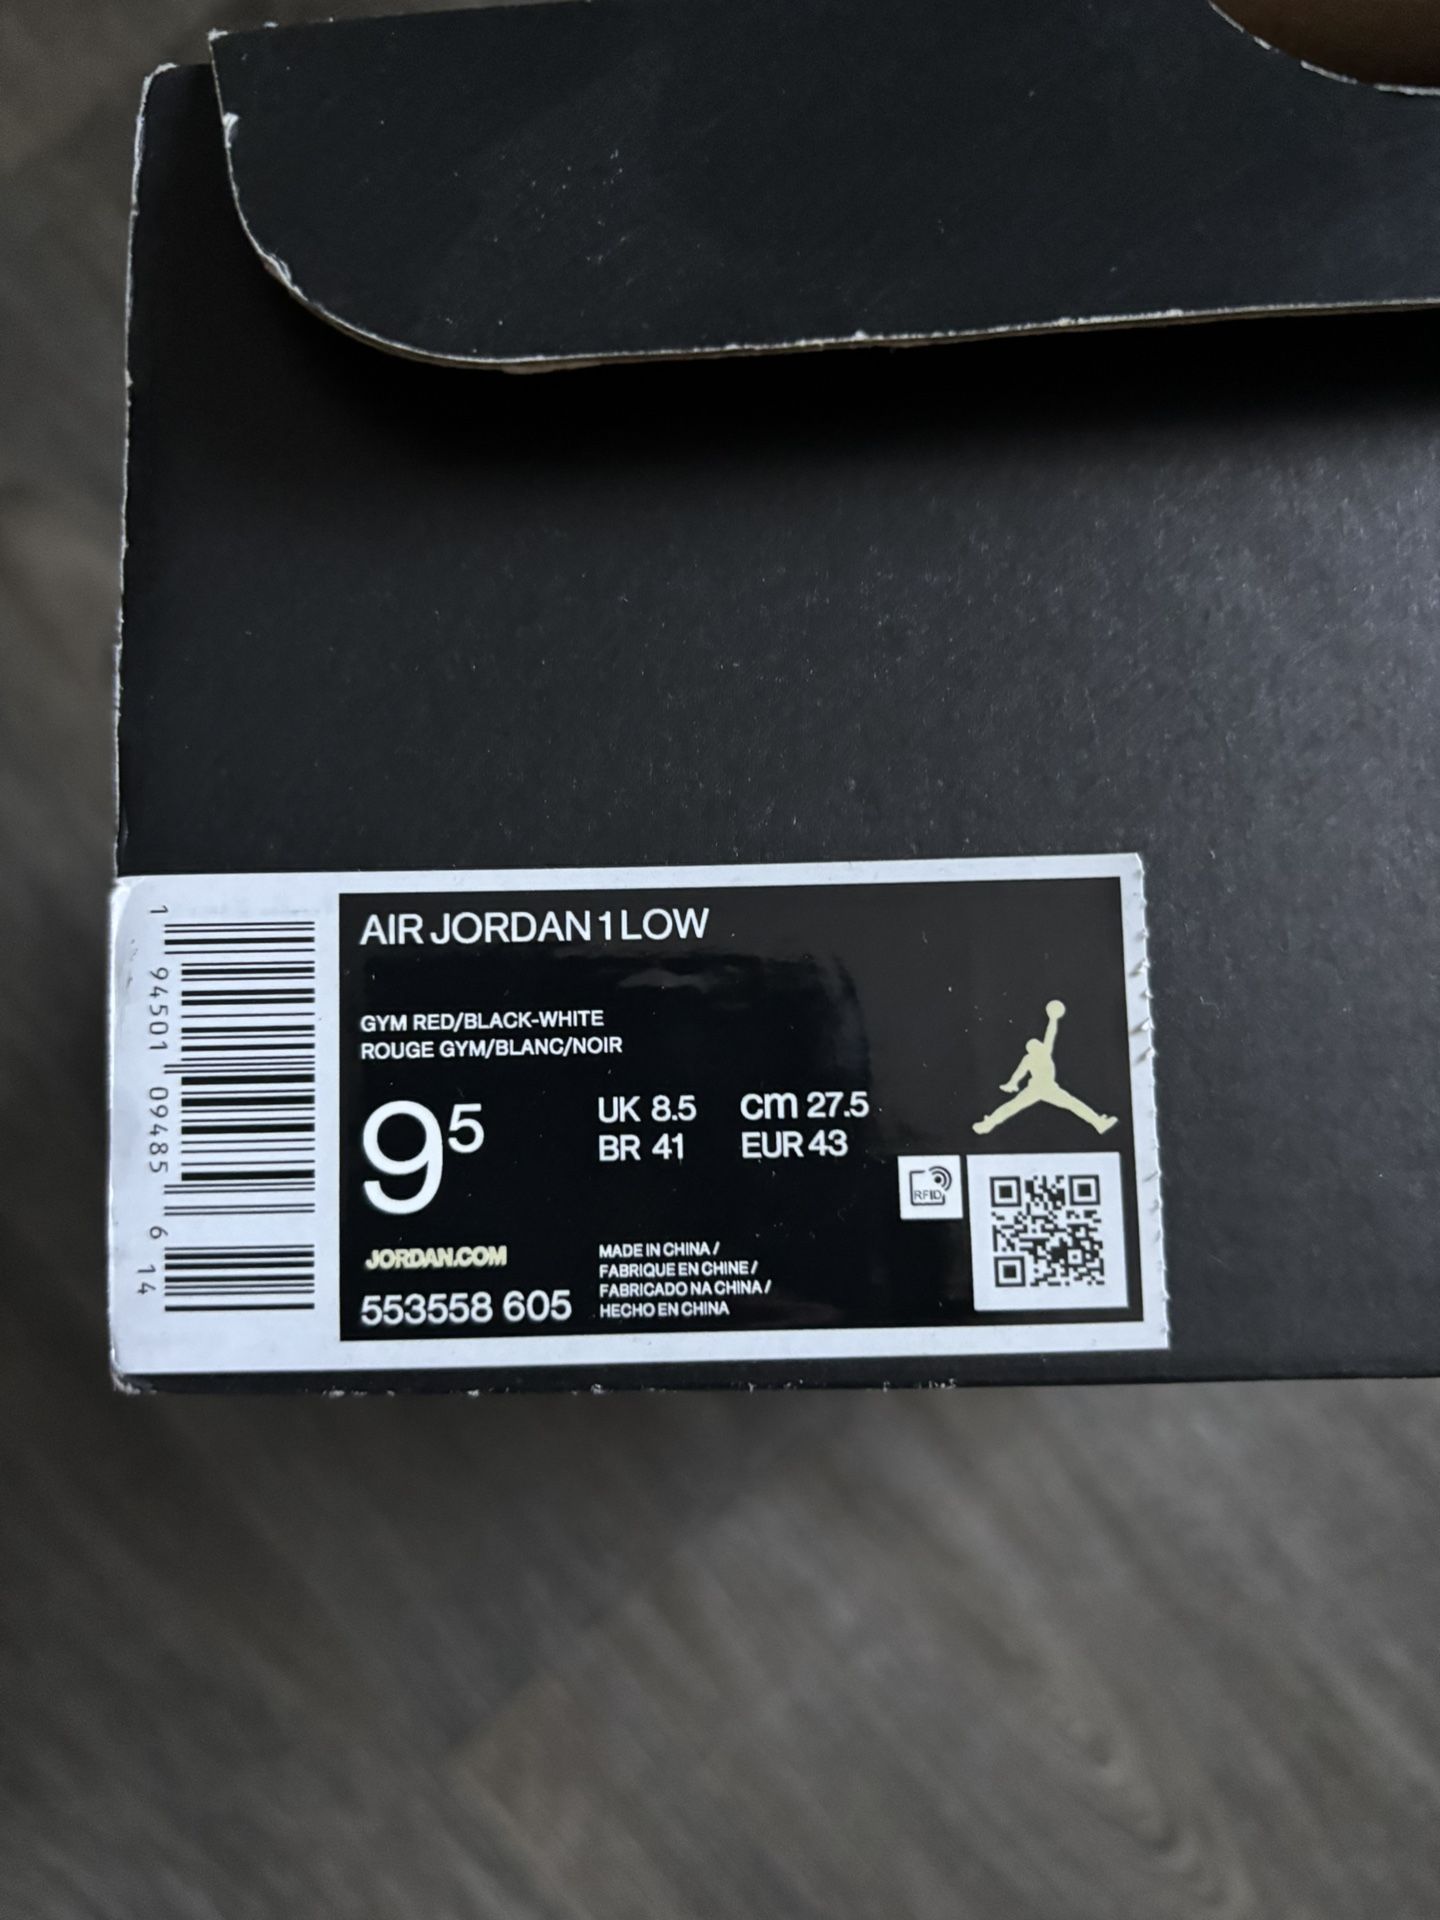 AIR JORDAN 1 LOW
GYM RED/BLACK-WHITE
ROUGE GYM/BLANC/NOIR
9⁵
UK 8.5 cm 27.5
BR 41 EUR 43
RFID
JORDAN.COM
553558 605
MADE IN CHINA /
FABRIQUE EN CHINE /
FABRICADO NA CHINA /
HECHO EN CHINA
1 94501 09485 6 14